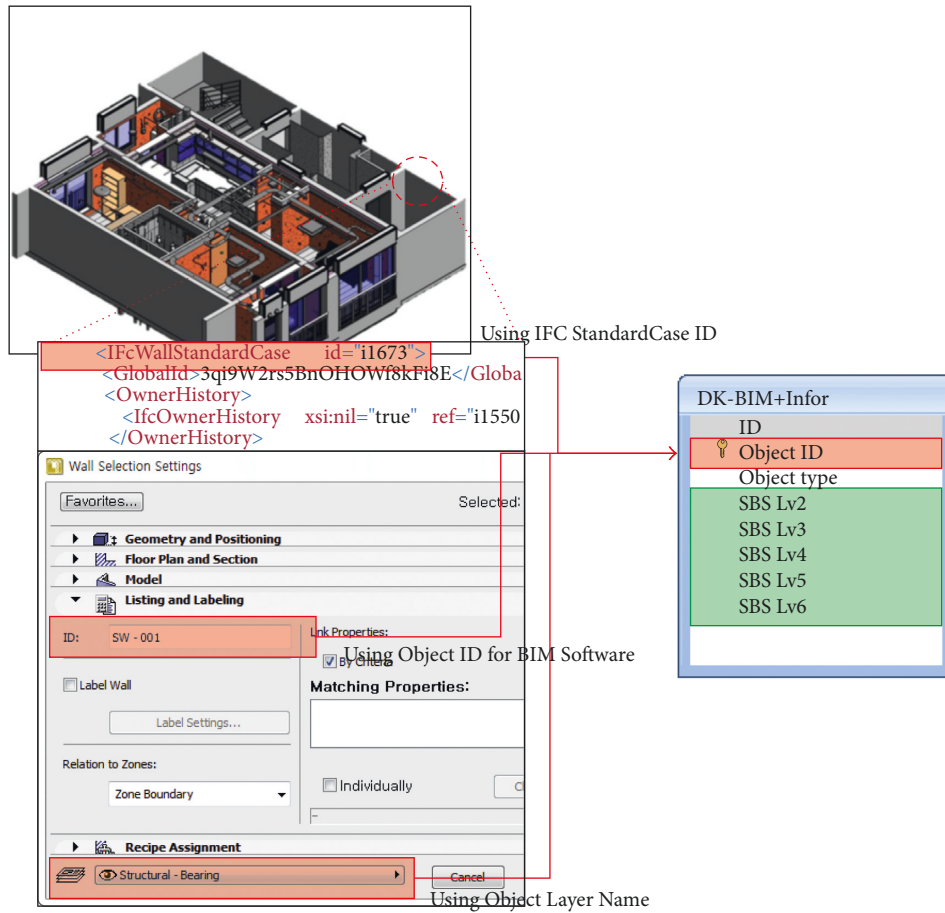 Using IFC StandardCase ID
<IFcWallStandardCase id="i1673">
<GlobalId>3qi9W2rs5BnOHOWf8kFi8E</Globa
<OwnerHistory>
<IfcOwnerHistory xsi:nil="true" ref="i1550
</OwnerHistory>
Wall Selection Settings
Favorites...
Selected:
Geometry and Positioning
Floor Plan and Section
Model
Listing and Labeling
ID: SW - 001
Link Properties:
Using Object ID for BIM Software
By Criteria
Label Wall
Matching Properties:
Label Settings...
Relation to Zones:
Zone Boundary
Individually
Recipe Assignment
Structural - Bearing
Cancel
Using Object Layer Name
DK-BIM+Infor
ID
Object ID
Object type
SBS Lv2
SBS Lv3
SBS Lv4
SBS Lv5
SBS Lv6